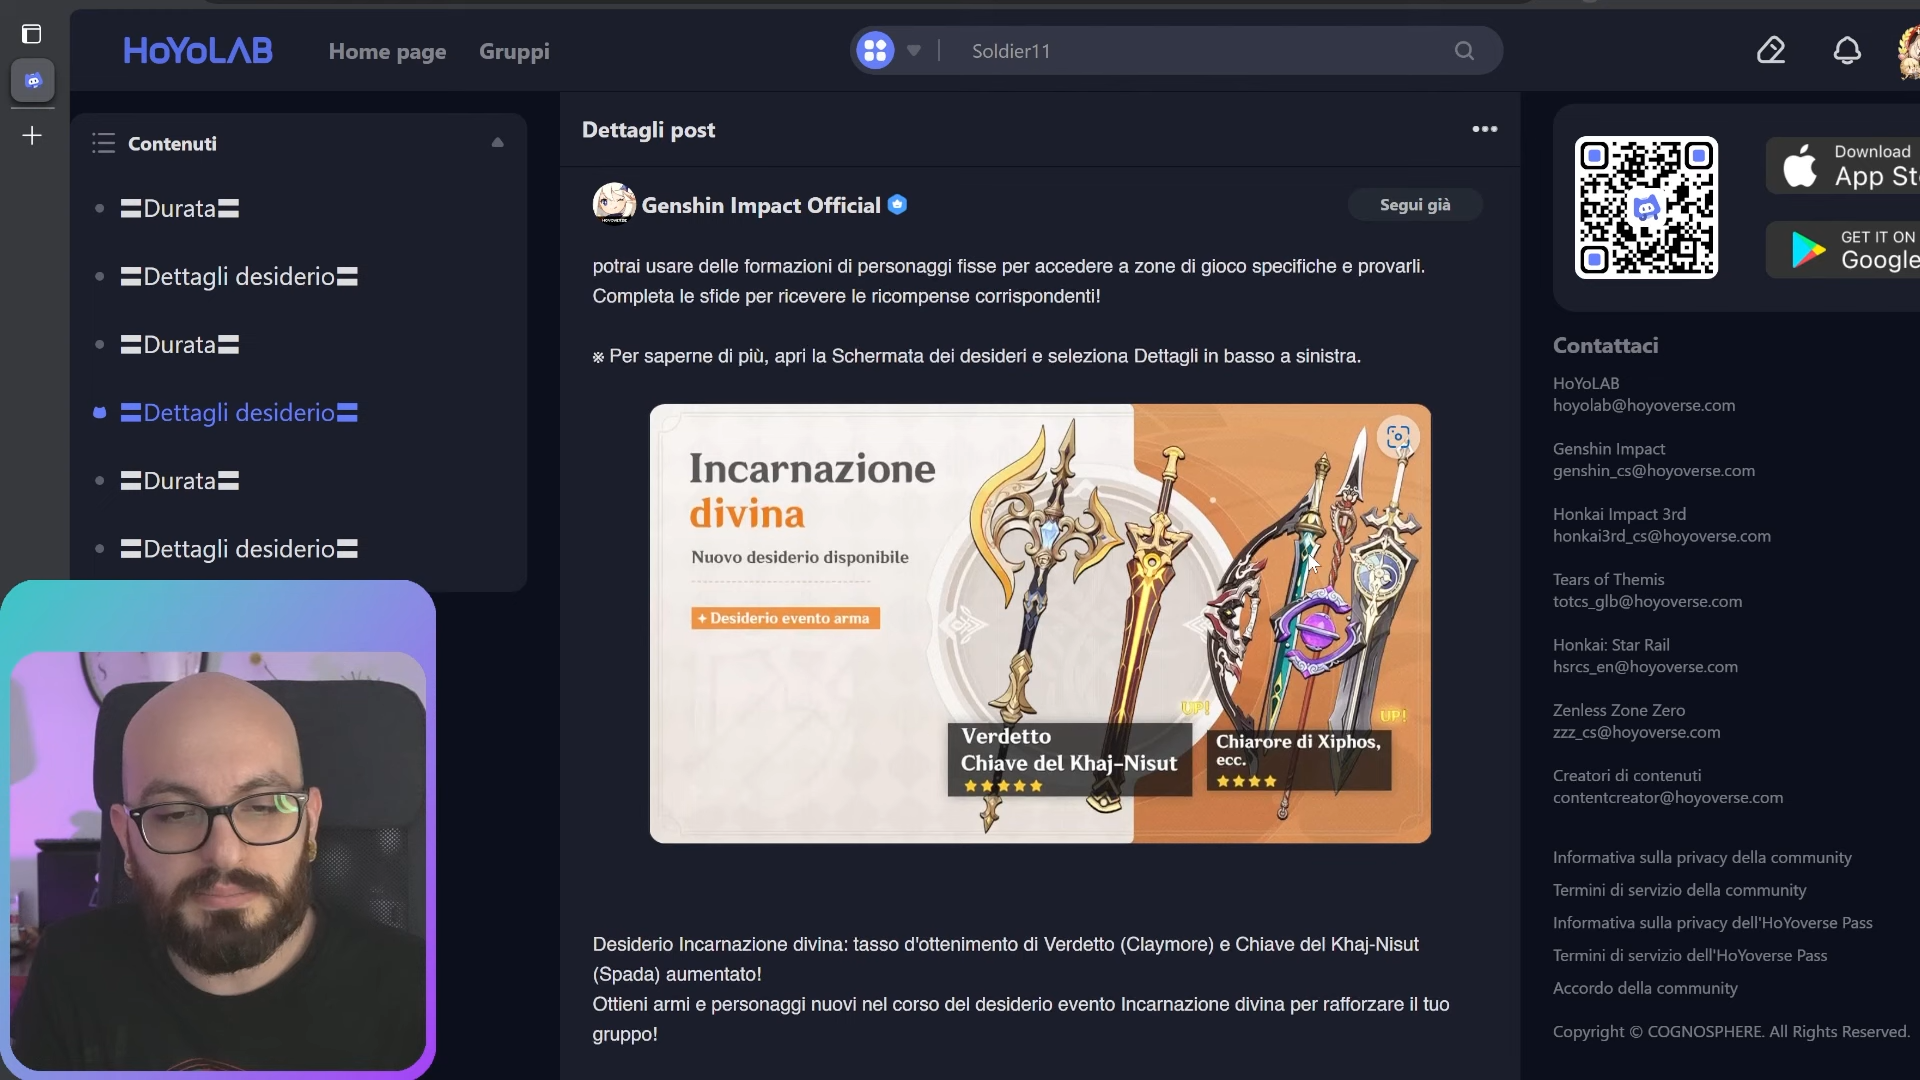 HoYoLAB
Home page
Gruppi
Soldier11
Contenuti
〓Durata〓
〓Dettagli desiderio〓
〓Durata〓
〓Dettagli desiderio〓
〓Durata〓
〓Dettagli desiderio〓
Dettagli post
Genshin Impact Official
Segui già
potrai usare delle formazioni di personaggi fisse per accedere a zone di gioco specifiche e provarli.
Completa le sfide per ricevere le ricompense corrispondenti!
※ Per saperne di più, apri la Schermata dei desideri e seleziona Dettagli in basso a sinistra.
Incarnazione
divina
Nuovo desiderio disponibile
+ Desiderio evento arma
UP!
Verdetto
Chiave del Khaj-Nisut
UP!
Chiarore di Xiphos,
ecc.
Desiderio Incarnazione divina: tasso d'ottenimento di Verdetto (Claymore) e Chiave del Khaj-Nisut
(Spada) aumentato!
Ottieni armi e personaggi nuovi nel corso del desiderio evento Incarnazione divina per rafforzare il tuo
gruppo!
Download
App St
GET IT ON
Google
Contattaci
HoYoLAB
hoyolab@hoyoverse.com
Genshin Impact
genshin_cs@hoyoverse.com
Honkai Impact 3rd
honkai3rd_cs@hoyoverse.com
Tears of Themis
totcs_glb@hoyoverse.com
Honkai: Star Rail
hsrcs_en@hoyoverse.com
Zenless Zone Zero
zzz_cs@hoyoverse.com
Creatori di contenuti
contentcreator@hoyoverse.com
Informativa sulla privacy della community
Termini di servizio della community
Informativa sulla privacy dell'HoYoverse Pass
Termini di servizio dell'HoYoverse Pass
Accordo della community
Copyright © COGNOSPHERE. All Rights Reserved.